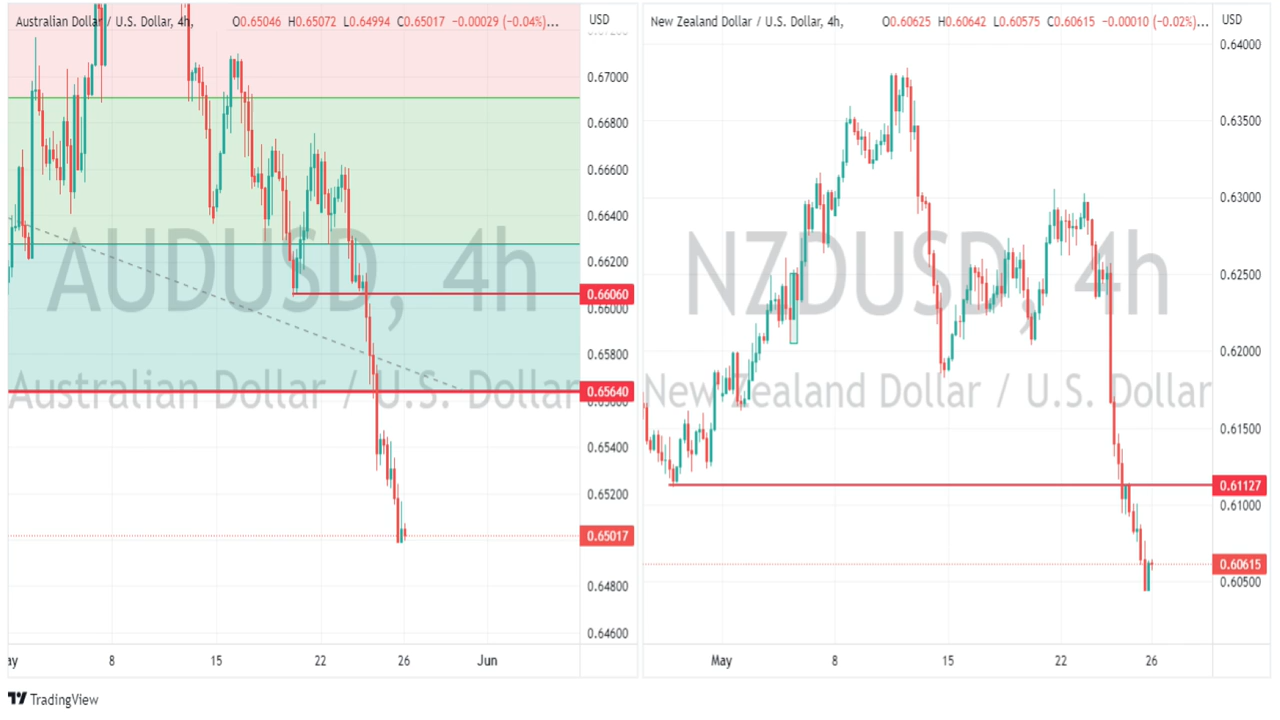 Australian Dollar / U.S. Dollar, 4h, O0.65046 H0.65072 L0.64994 C0.65017 −0.00029 (−0.04%)...
USD
0.67000
0.66800
0.66600
0.66400
0.66200
0.66060
0.66000
0.65800
0.65640
0.65600
0.65400
0.65200
0.65017
0.64800
0.64600
AUDUSD, 4h
Australian Dollar / U.S. Dollar
ay 8 15 22 26 Jun
New Zealand Dollar / U.S. Dollar, 4h, O0.60625 H0.60642 L0.60575 C0.60615 −0.00010 (−0.02%)...
USD
0.64000
0.63500
0.63000
0.62500
0.62000
0.61500
0.61127
0.61000
0.60615
0.60500
NZDUSD, 4h
New Zealand Dollar / U.S. Dollar
May 8 15 22 26
TradingView